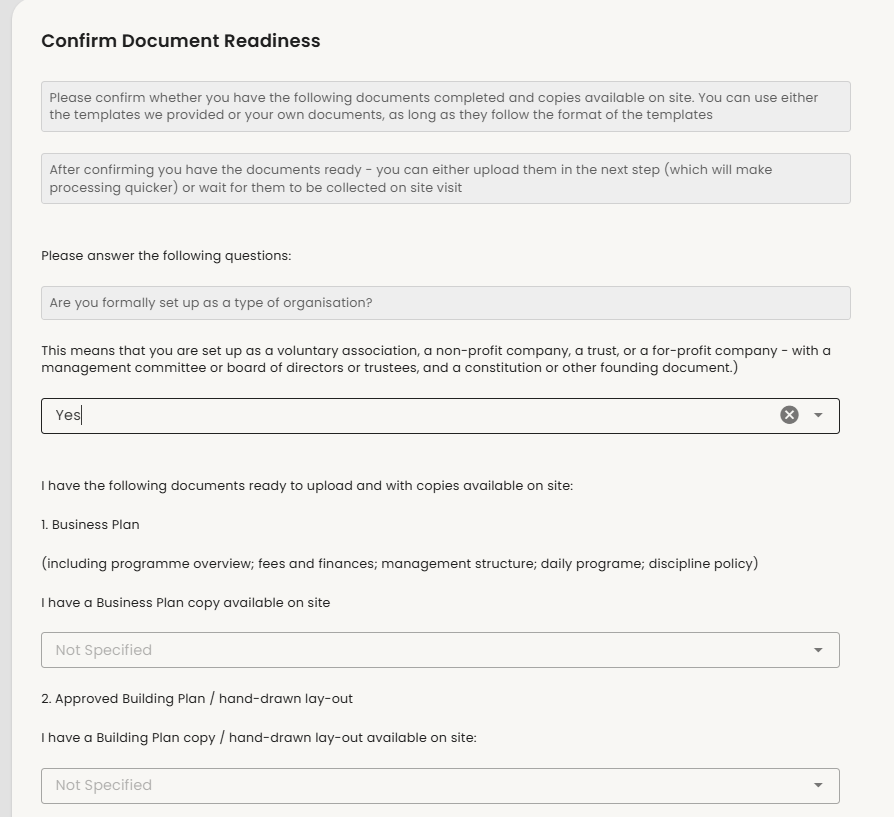 Confirm Document Readiness
Please confirm whether you have the following documents completed and copies available on site. You can use either
the templates we provided or your own documents, as long as they follow the format of the templates
After confirming you have the documents ready - you can either upload them in the next step (which will make
processing quicker) or wait for them to be collected on site visit
Please answer the following questions:
Are you formally set up as a type of organisation?
This means that you are set up as a voluntary association, a non-profit company, a trust, or a for-profit company - with a
management committee or board of directors or trustees, and a constitution or other founding document.)
Yes
I have the following documents ready to upload and with copies available on site:
1. Business Plan
(including programme overview; fees and finances; management structure; daily programe; discipline policy)
I have a Business Plan copy available on site
Not Specified
2. Approved Building Plan / hand-drawn lay-out
I have a Building Plan copy / hand-drawn lay-out available on site:
Not Specified